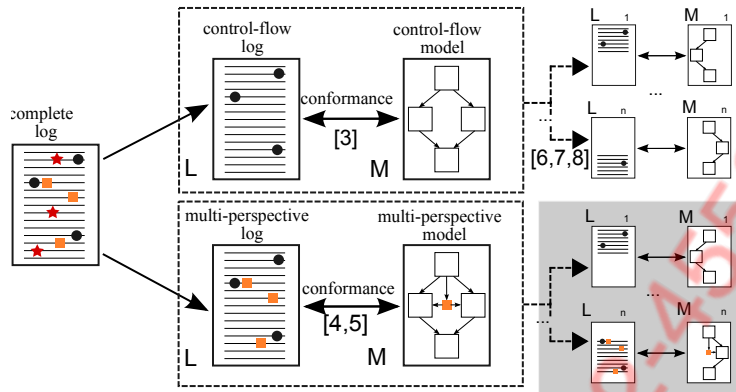 control-flow
log
control-flow
model
L 1
M 1
conformance
[3]
...
...
complete
log
L
M
L n
M n
[6,7,8]
multi-perspective
log
multi-perspective
model
L 1
M 1
conformance
[4,5]
...
...
L n
M n
L
M